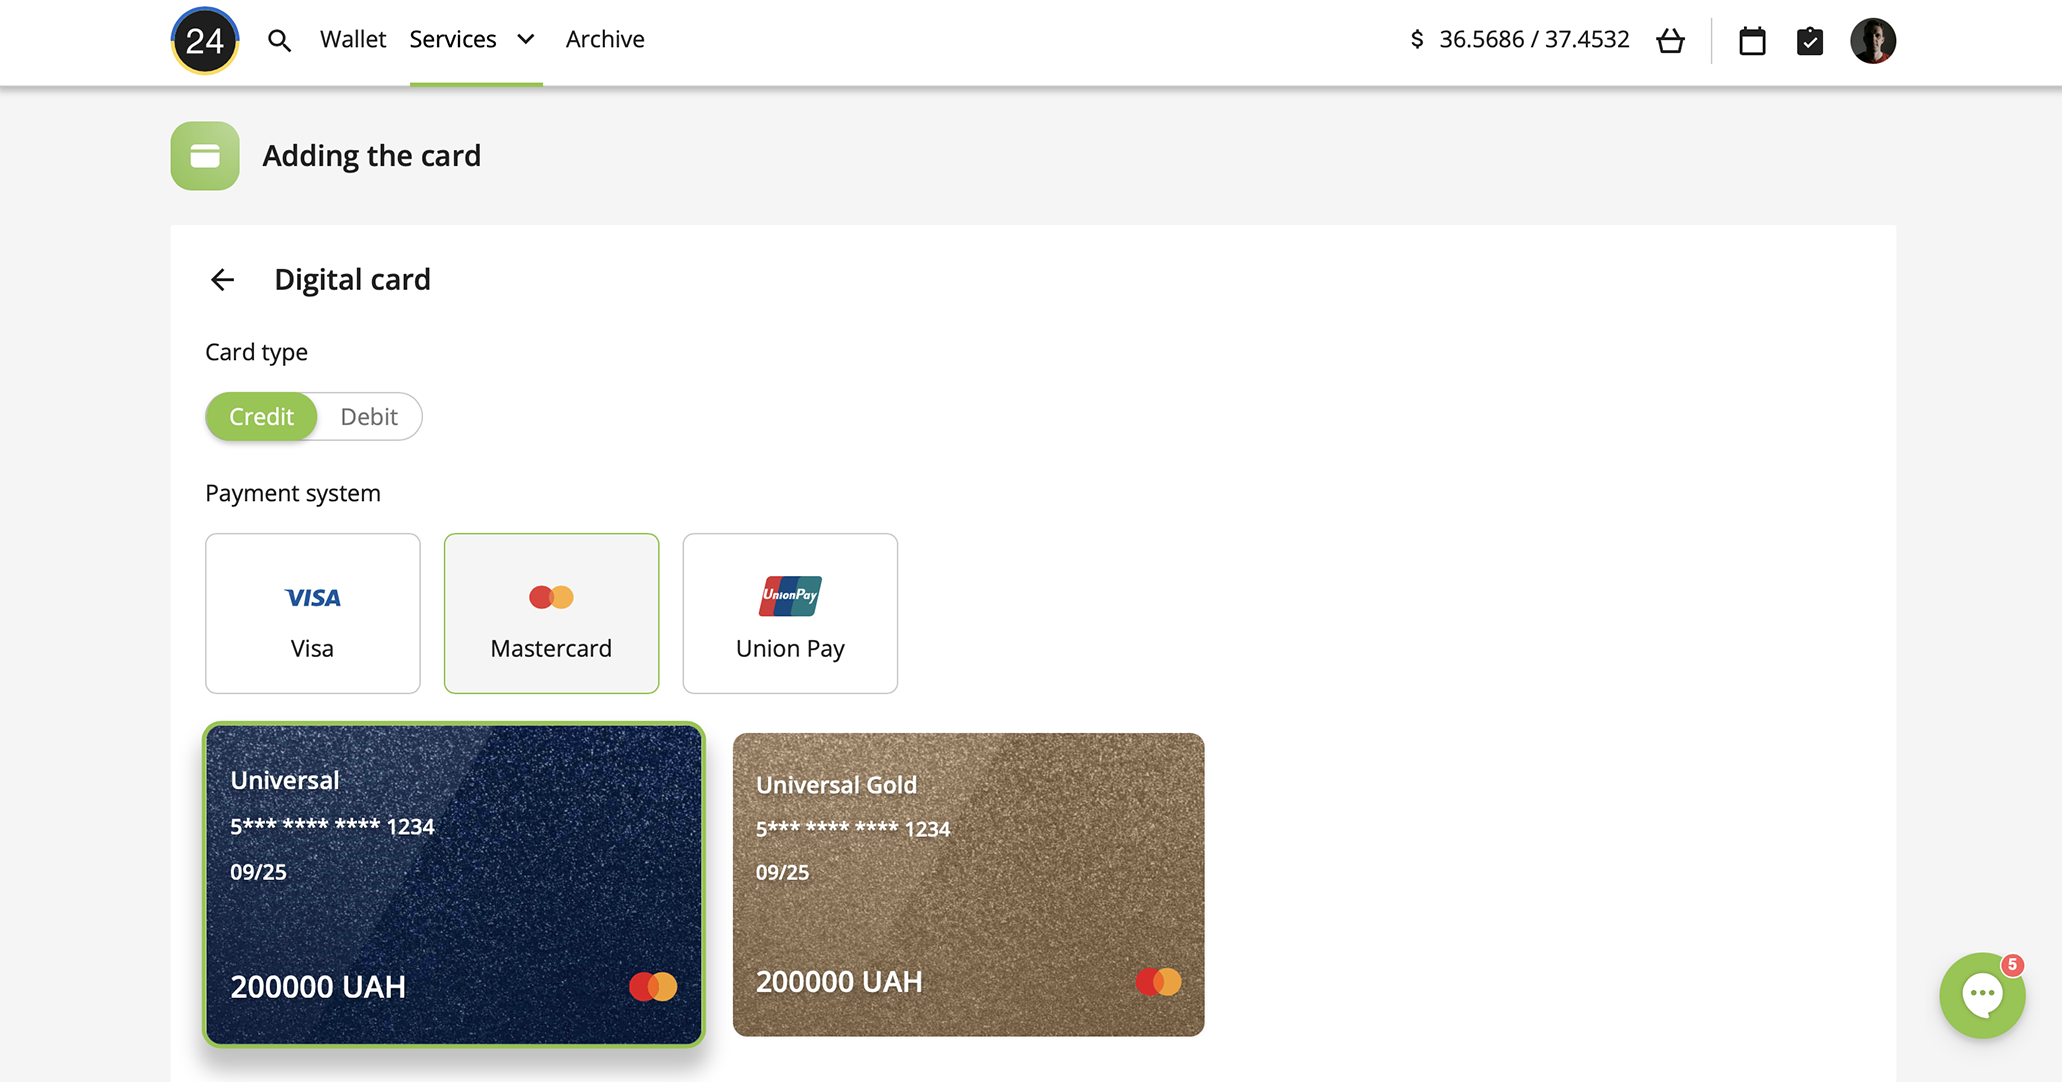 24
Wallet
Services
Archive
$ 36.5686 / 37.4532
Adding the card
Digital card
Card type
Credit
Debit
Payment system
VISA
Visa
Mastercard
UnionPay
Union Pay
Universal
5*** **** **** 1234
09/25
200000 UAH
Universal Gold
5*** **** **** 1234
09/25
200000 UAH
5